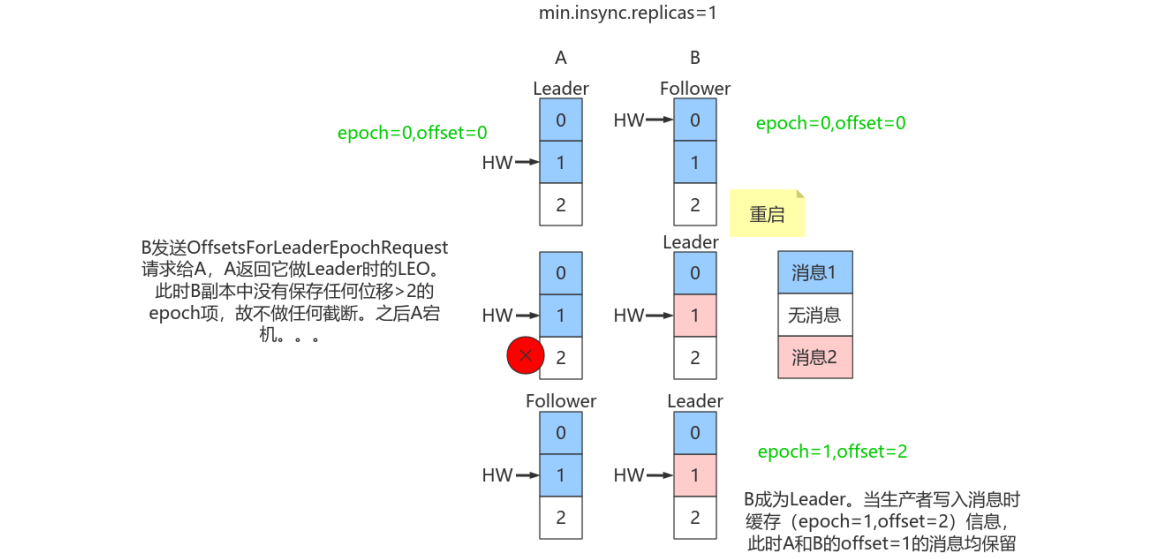 min.insync.replicas=1
A
B
Leader
Follower
0
HW
0
epoch=0,offset=0
epoch=0,offset=0
HW
1
1
2
2
重启
B发送OffsetsForLeaderEpochRequest
请求给A，A返回它做Leader时的LEO。
此时B副本中没有保存任何位移>2的
epoch项，故不做任何截断。之后A宕
机。。。
Leader
0
0
消息1
HW
1
HW
1
无消息
2
2
消息2
Follower
Leader
0
0
epoch=1,offset=2
HW
1
HW
1
2
2
B成为Leader。当生产者写入消息时
缓存（epoch=1,offset=2）信息，
此时A和B的offset=1的消息均保留